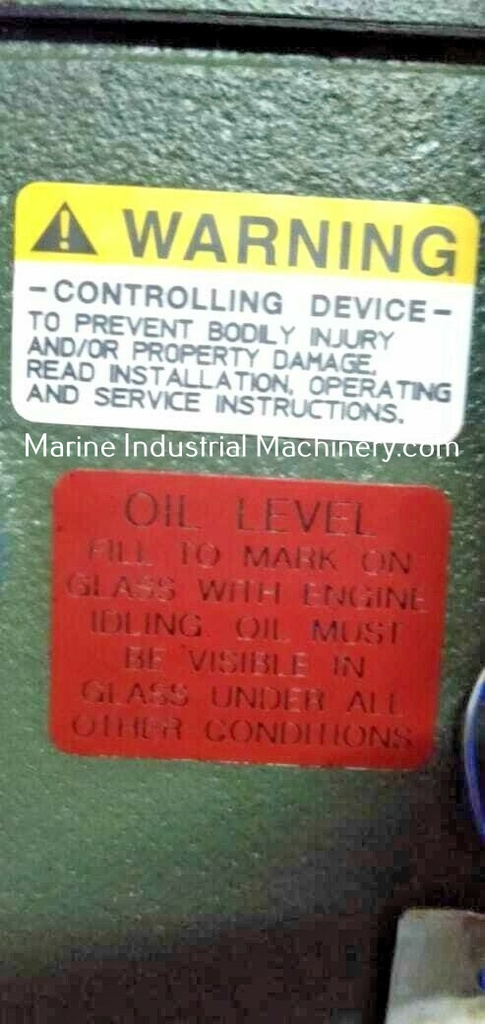 WARNING
-CONTROLLING DEVICE-
TO PREVENT BODILY INJURY
AND/OR PROPERTY DAMAGE,
READ INSTALLATION, OPERATING
AND SERVICE INSTRUCTIONS.
Marine Industrial Machinery.com
OIL LEVEL
FILL TO MARK ON
GLASS WITH ENGINE
IDLING. OIL MUST
BE VISIBLE IN
GLASS UNDER ALL
OTHER CONDITIONS